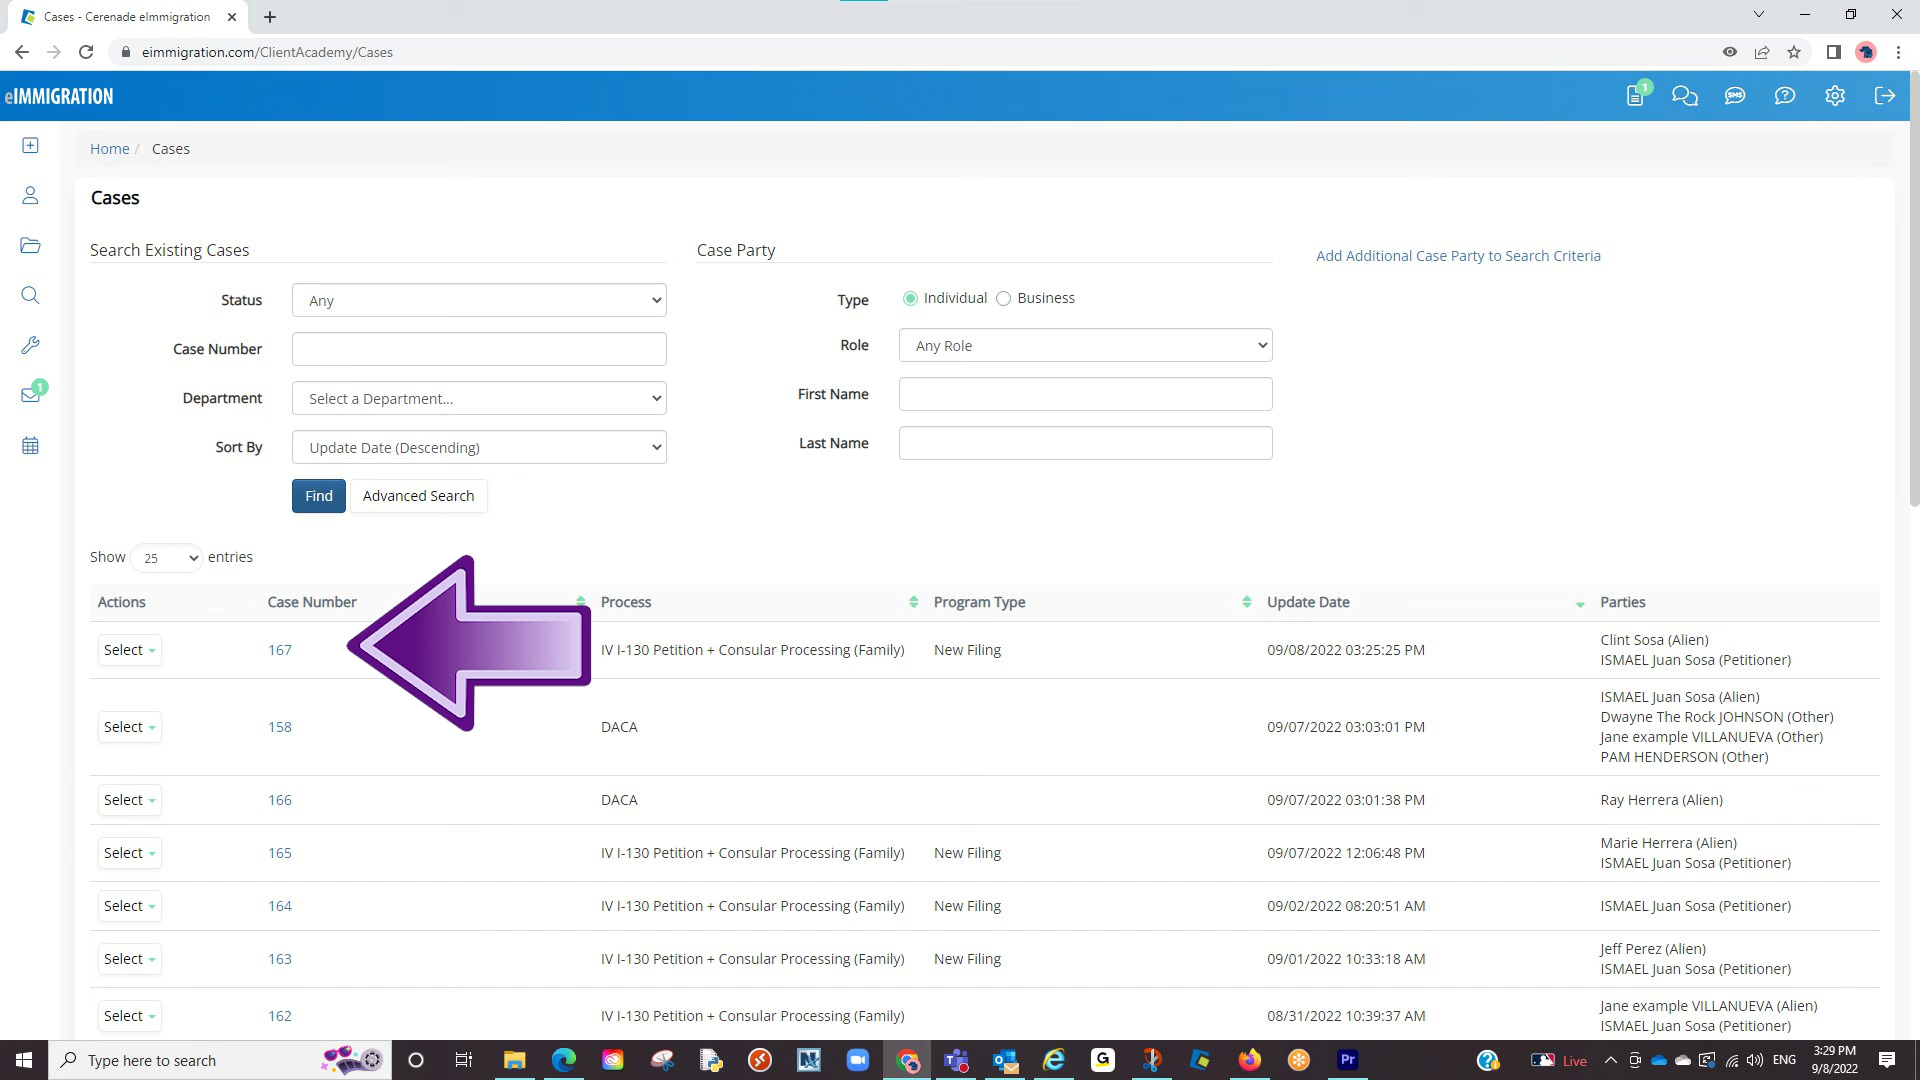 Cases - Cerenade eImmigration
eimmigration.com/ClientAcademy/Cases
eIMMIGRATION
1
SMS
Home / Cases
Cases
Search Existing Cases
Case Party
Add Additional Case Party to Search Criteria
Status Any
Type Individual Business
Case Number
Role Any Role
1
Department Select a Department...
First Name
Sort By Update Date (Descending)
Last Name
Find Advanced Search
Show 25 entries
Actions Case Number Process Program Type Update Date Parties
Select 167 IV I-130 Petition + Consular Processing (Family) New Filing 09/08/2022 03:25:25 PM Clint Sosa (Alien)
ISMAEL Juan Sosa (Petitioner)
Select 158 DACA 09/07/2022 03:03:01 PM ISMAEL Juan Sosa (Alien)
Dwayne The Rock JOHNSON (Other)
Jane example VILLANUEVA (Other)
PAM HENDERSON (Other)
Select 166 DACA 09/07/2022 03:01:38 PM Ray Herrera (Alien)
Select 165 IV I-130 Petition + Consular Processing (Family) New Filing 09/07/2022 12:06:48 PM Marie Herrera (Alien)
ISMAEL Juan Sosa (Petitioner)
Select 164 IV I-130 Petition + Consular Processing (Family) New Filing 09/02/2022 08:20:51 AM ISMAEL Juan Sosa (Petitioner)
Select 163 IV I-130 Petition + Consular Processing (Family) New Filing 09/01/2022 10:33:18 AM Jeff Perez (Alien)
ISMAEL Juan Sosa (Petitioner)
Select 162 IV I-130 Petition + Consular Processing (Family) 08/31/2022 10:39:37 AM Jane example VILLANUEVA (Alien)
ISMAEL Juan Sosa (Petitioner)
Type here to search
G
Pr
Live
ENG
3:29 PM
9/8/2022